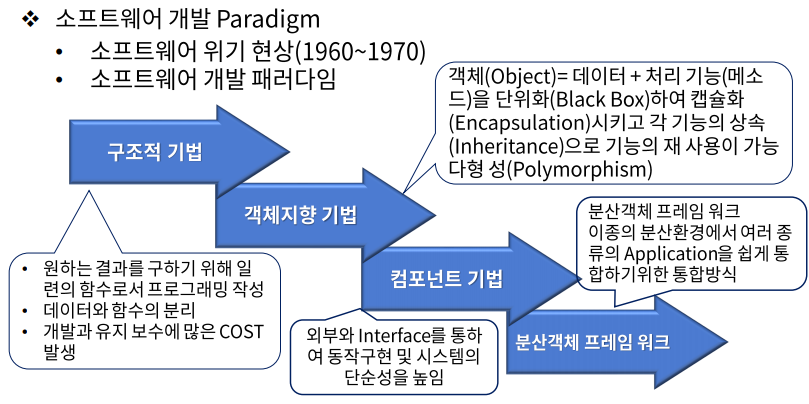 ❖ 소프트웨어 개발 Paradigm
• 소프트웨어 위기 현상(1960~1970)
• 소프트웨어 개발 패러다임
객체(Object)= 데이터 + 처리 기능(메소
드)을 단위화(Black Box)하여 캡슐화
(Encapsulation)시키고 각 기능의 상속
(Inheritance)으로 기능의 재 사용이 가능
다형 성(Polymorphism)
구조적 기법
객체지향 기법
분산객체 프레임 워크
이종의 분산환경에서 여러 종
류의 Application을 쉽게 통
합하기위한 통합방식
• 원하는 결과를 구하기 위해 일
련의 함수로서 프로그래밍 작성
• 데이터와 함수의 분리
• 개발과 유지 보수에 많은 COST
발생
컴포넌트 기법
외부와 Interface를 통하
여 동작구현 및 시스템의
단순성을 높임
분산객체 프레임 워크